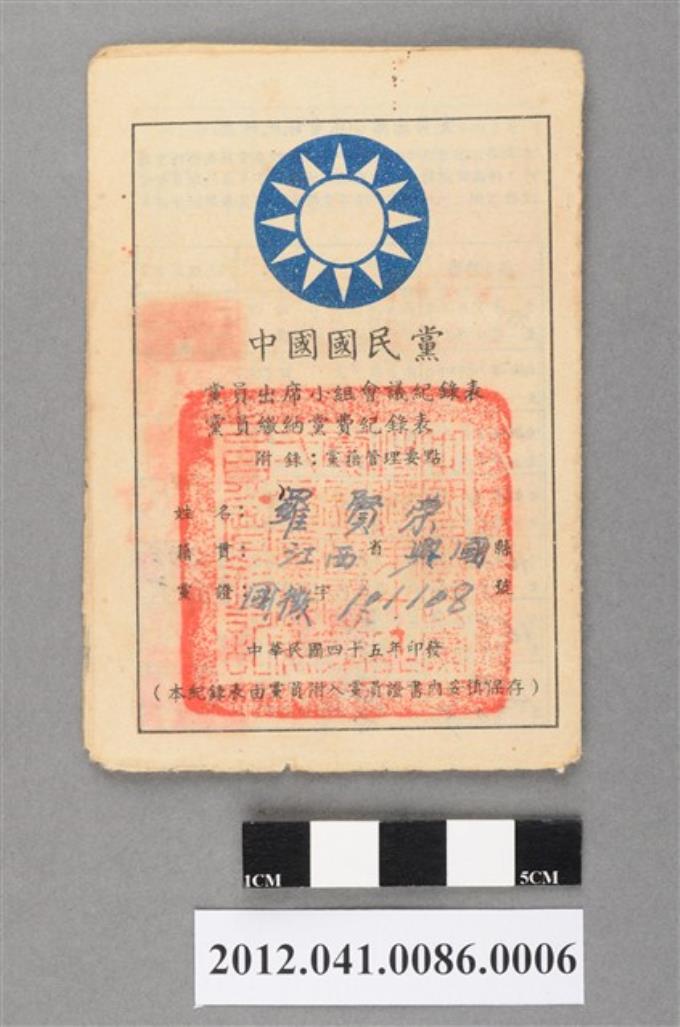 中國國民黨
黨員出席小組會議紀錄表
黨員繳納黨費紀錄表
附錄：黨籍管理要點
姓 名：羅賢荣
籍 貫：江西省興國縣
黨 證：國徵字101108號
中華民國四十五年印發
（本紀錄表由黨員附入黨員證書內妥慎保存）
1CM 5CM
2012.041.0086.0006